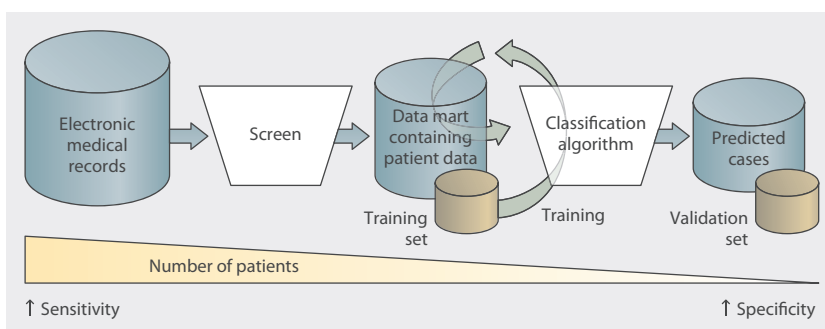 Electronic
medical
records
Screen
Data mart
containing
patient data
Classification
algorithm
Predicted
cases
Training
set
Training
Validation
set
Number of patients
↑ Sensitivity
↑ Specificity